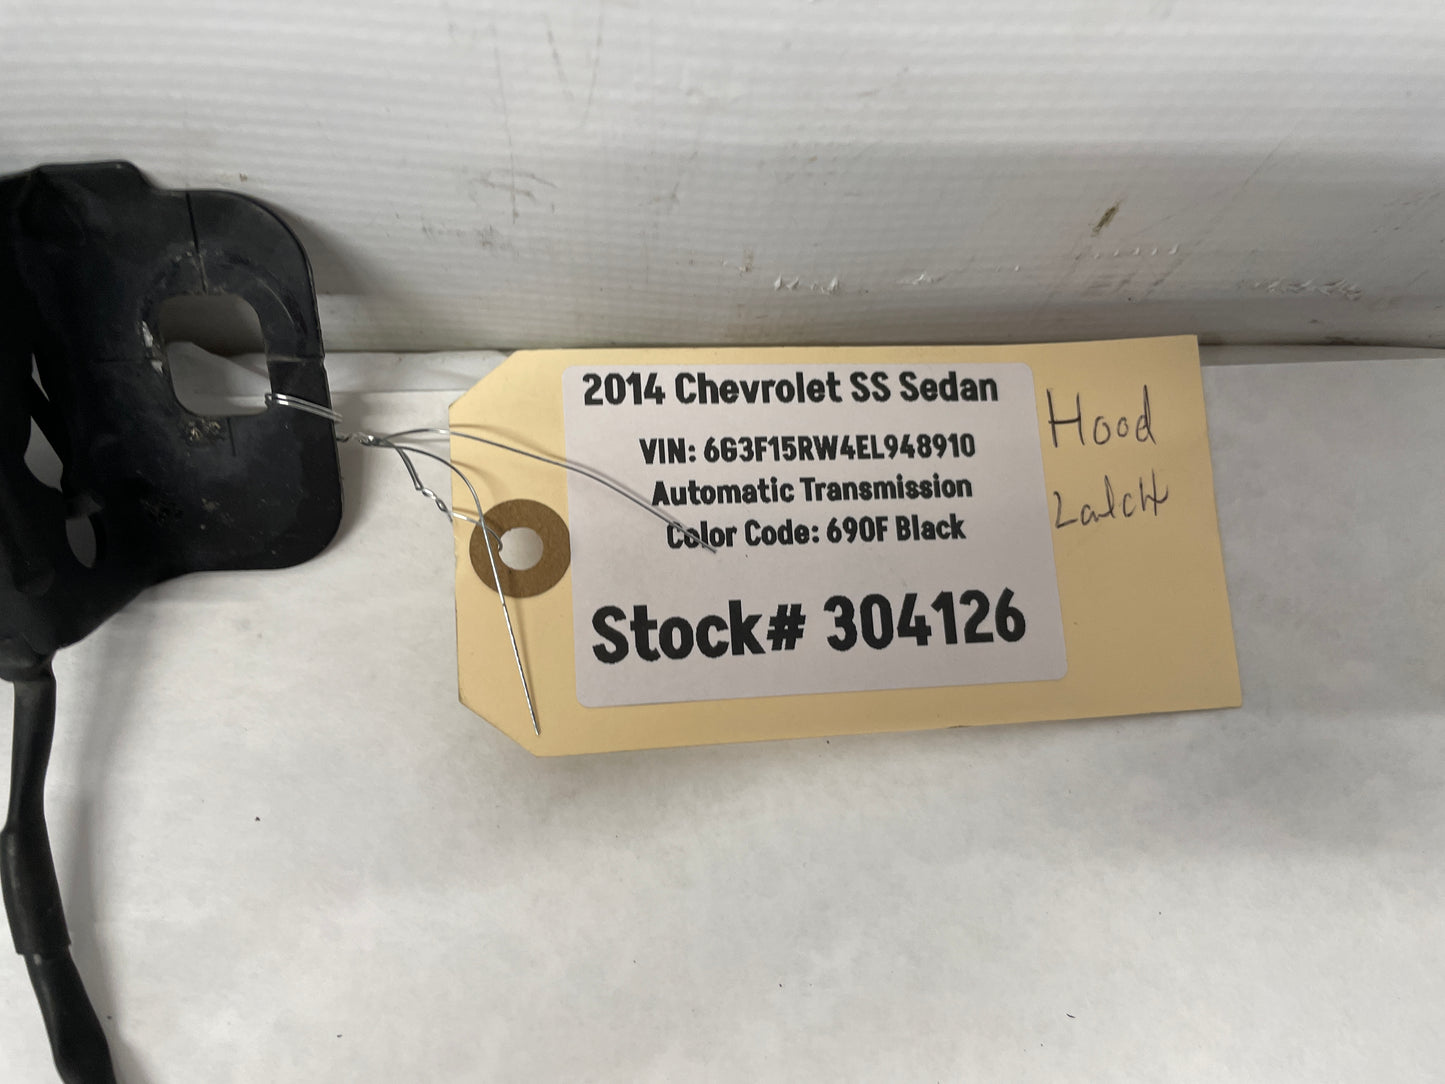 2014 Chevrolet SS Sedan
VIN: 6G3F15RW4EL948910
Automatic Transmission
Color Code: 690F Black
Stock# 304126
Hood
Latch